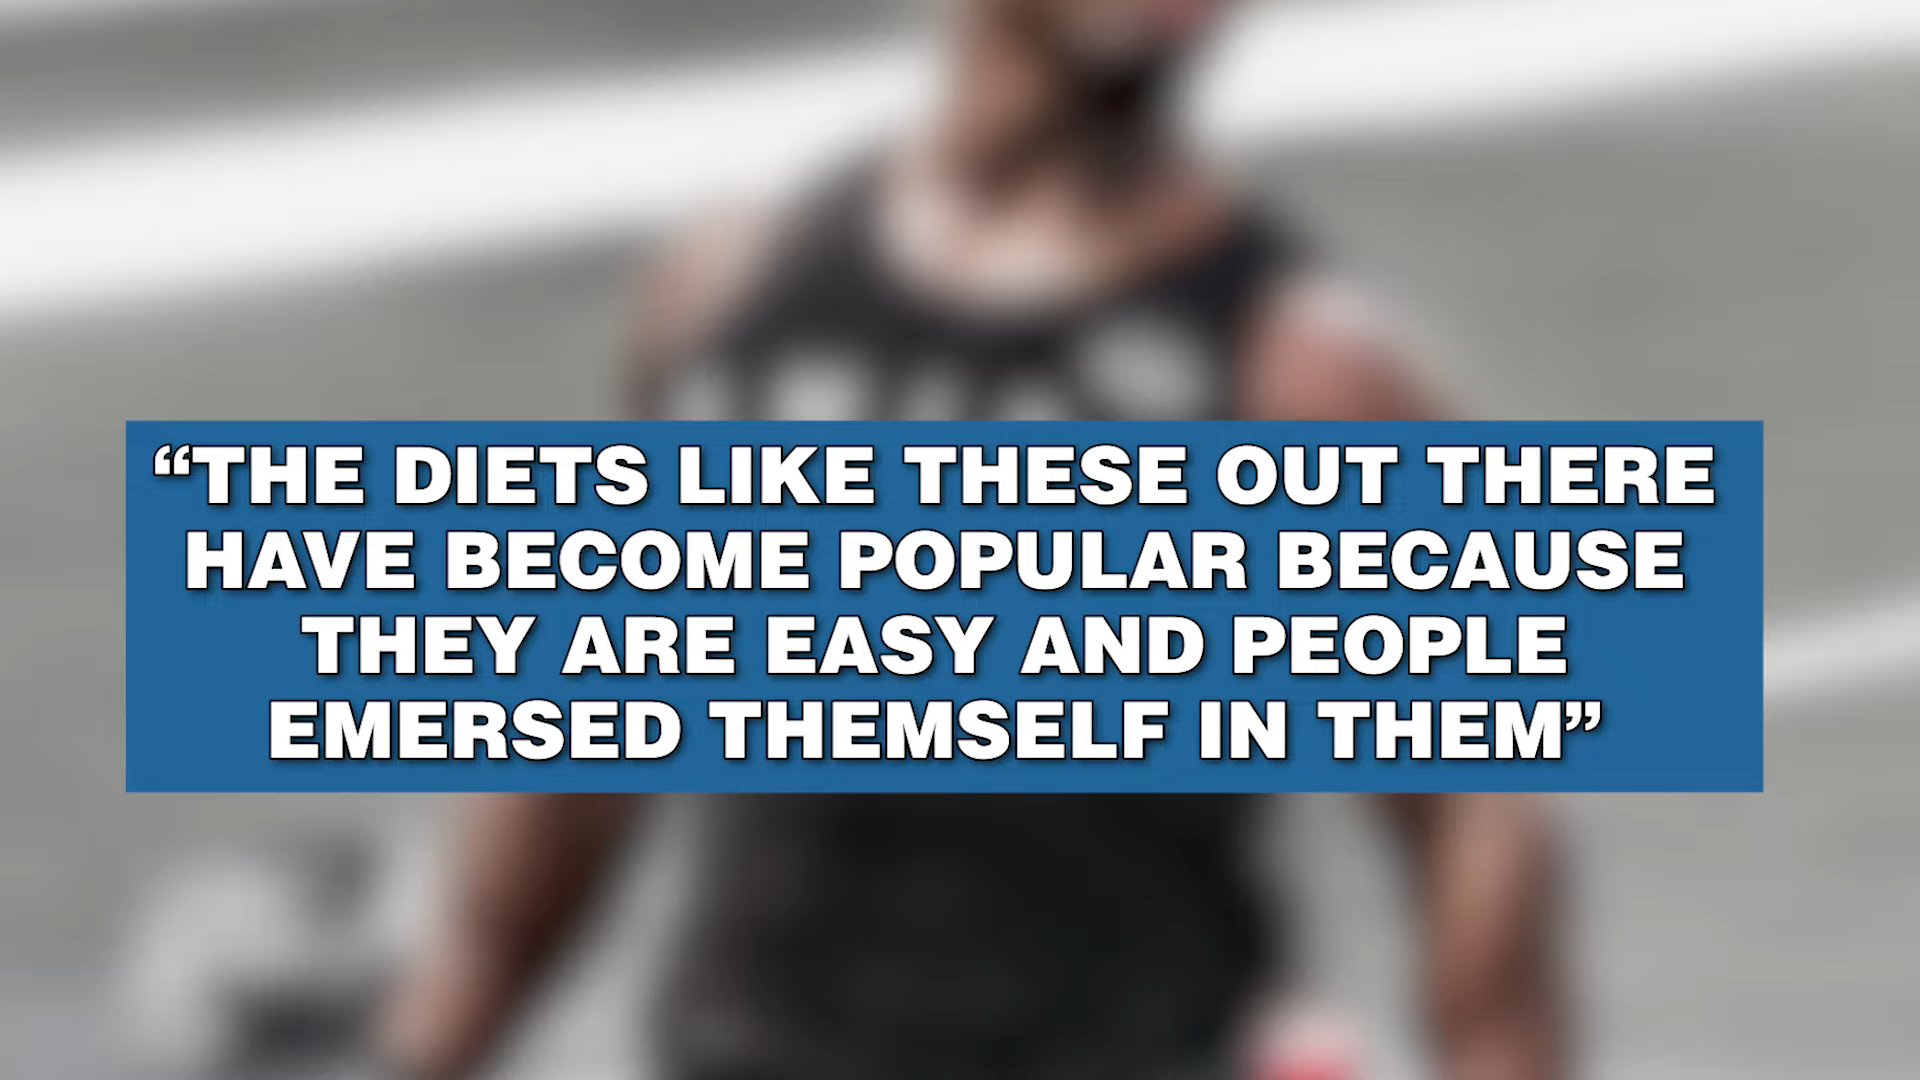 “THE DIETS LIKE THESE OUT THERE
HAVE BECOME POPULAR BECAUSE
THEY ARE EASY AND PEOPLE
EMERSED THEMSELF IN THEM”